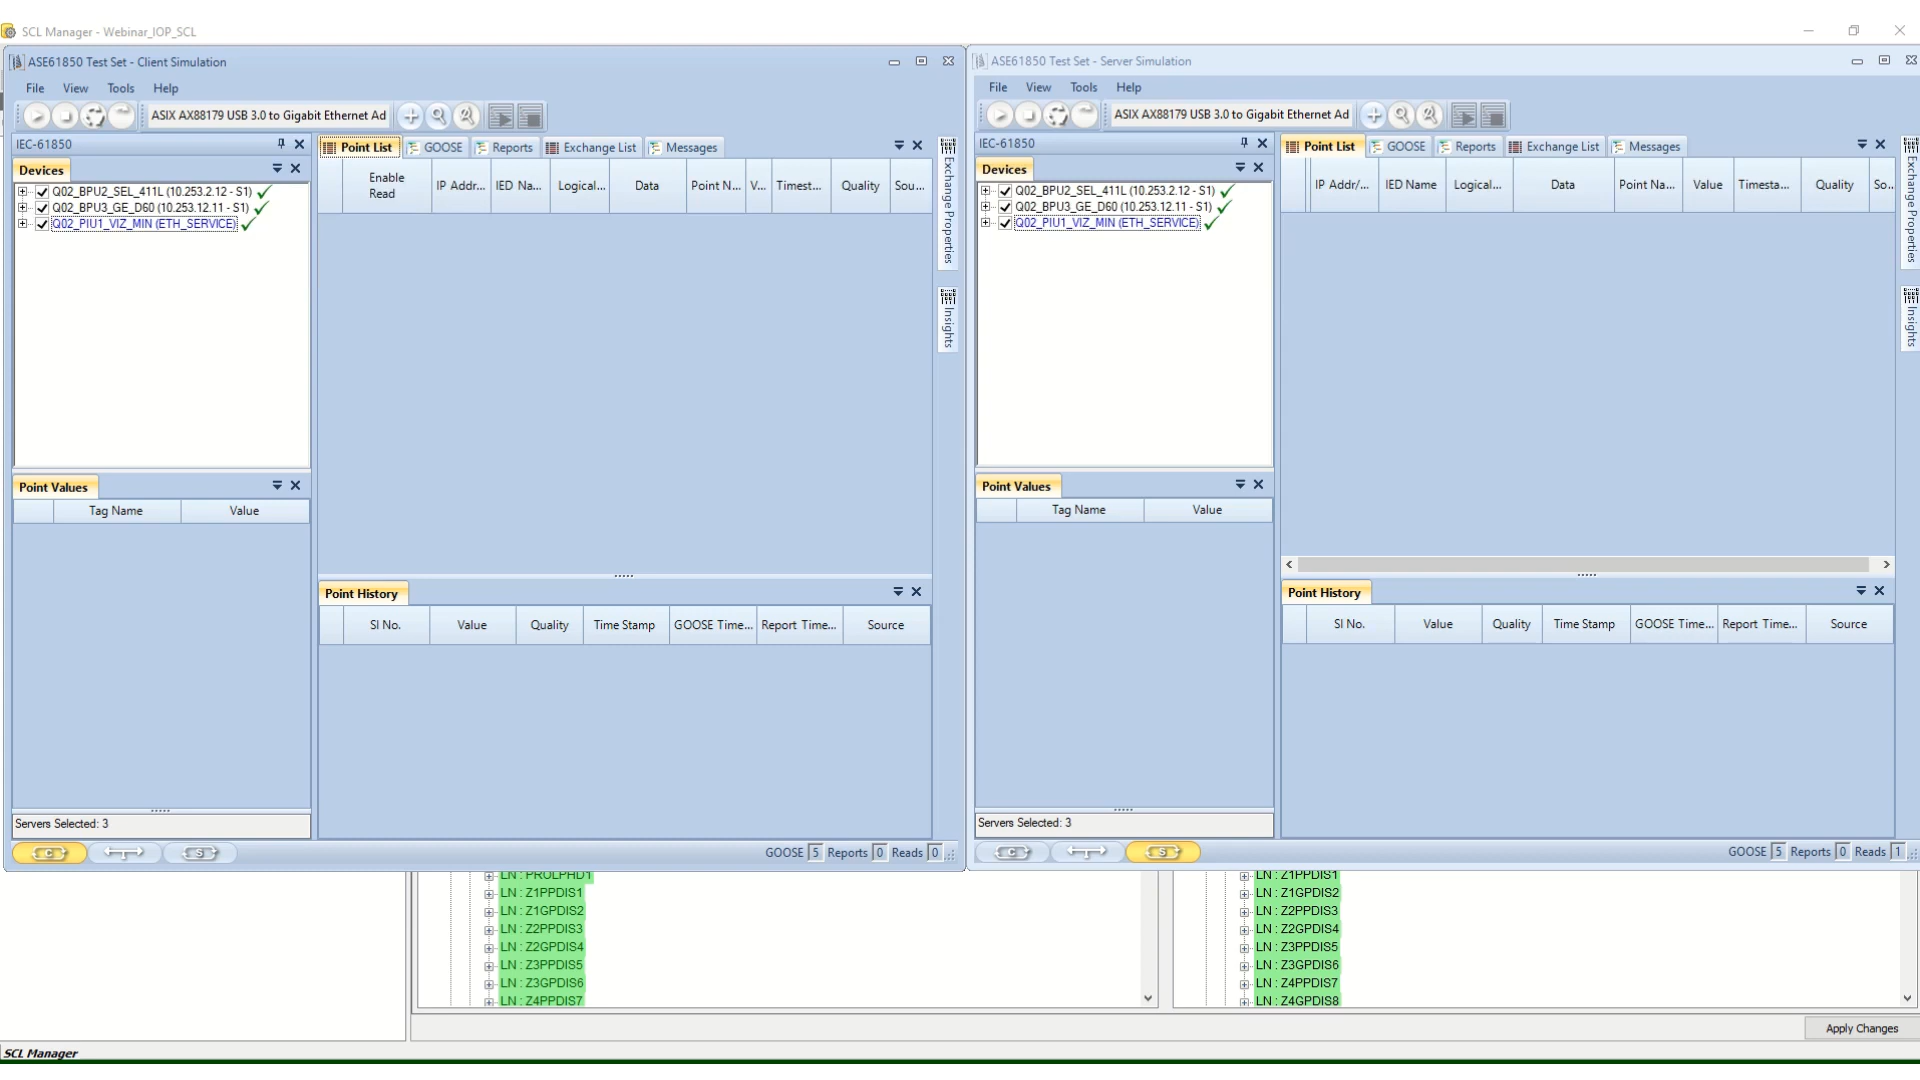 SCL Manager - Webinar_IOP_SCL
ASE61850 Test Set - Client Simulation
File View Tools Help
ASIX AX88179 USB 3.0 to Gigabit Ethernet Ad
IEC-61850
Devices
Q02_BPU2_SEL_411L (10.253.2.12 - S1)
Q02_BPU3_GE_D60 (10.253.12.11 - S1)
Q02_PIU1_VIZ_MIN (ETH_SERVICE)
Point List GOOSE Reports Exchange List Messages
Enable Read IP Addr... IED Na... Logical... Data Point N... V... Timest... Quality Sou...
Exchange Properties
Insights
Point Values
Tag Name Value
Point History
Sl No. Value Quality Time Stamp GOOSE Time... Report Time... Source
Servers Selected: 3
C S
GOOSE 5 Reports 0 Reads 0
ASE61850 Test Set - Server Simulation
File View Tools Help
ASIX AX88179 USB 3.0 to Gigabit Ethernet Ad
IEC-61850
Devices
Q02_BPU2_SEL_411L (10.253.2.12 - S1)
Q02_BPU3_GE_D60 (10.253.12.11 - S1)
Q02_PIU1_VIZ_MIN (ETH_SERVICE)
Point List GOOSE Reports Exchange List Messages
IP Addr/... IED Name Logical... Data Point Na... Value Timesta... Quality So...
Exchange Properties
Insights
Point Values
Tag Name Value
Point History
Sl No. Value Quality Time Stamp GOOSE Time... Report Time... Source
Servers Selected: 3
C S
GOOSE 5 Reports 0 Reads 1
LN : PROLPHD1
LN : Z1PPDIS1
LN : Z1GPDIS2
LN : Z2PPDIS3
LN : Z2GPDIS4
LN : Z3PPDIS5
LN : Z3GPDIS6
LN : Z4PPDIS7
LN : Z1PPDIS1
LN : Z1GPDIS2
LN : Z2PPDIS3
LN : Z2GPDIS4
LN : Z3PPDIS5
LN : Z3GPDIS6
LN : Z4PPDIS7
LN : Z4GPDIS8
Apply Changes
SCL Manager